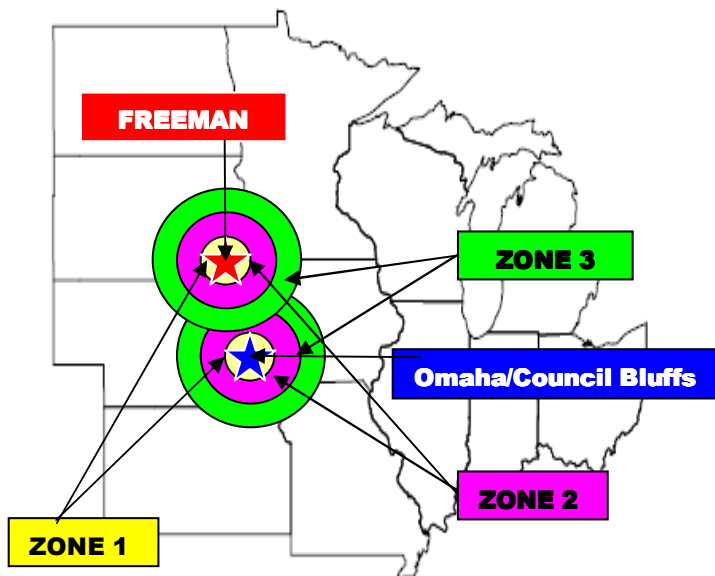 FREEMAN
ZONE 3
Omaha/Council Bluffs
ZONE 2
ZONE 1